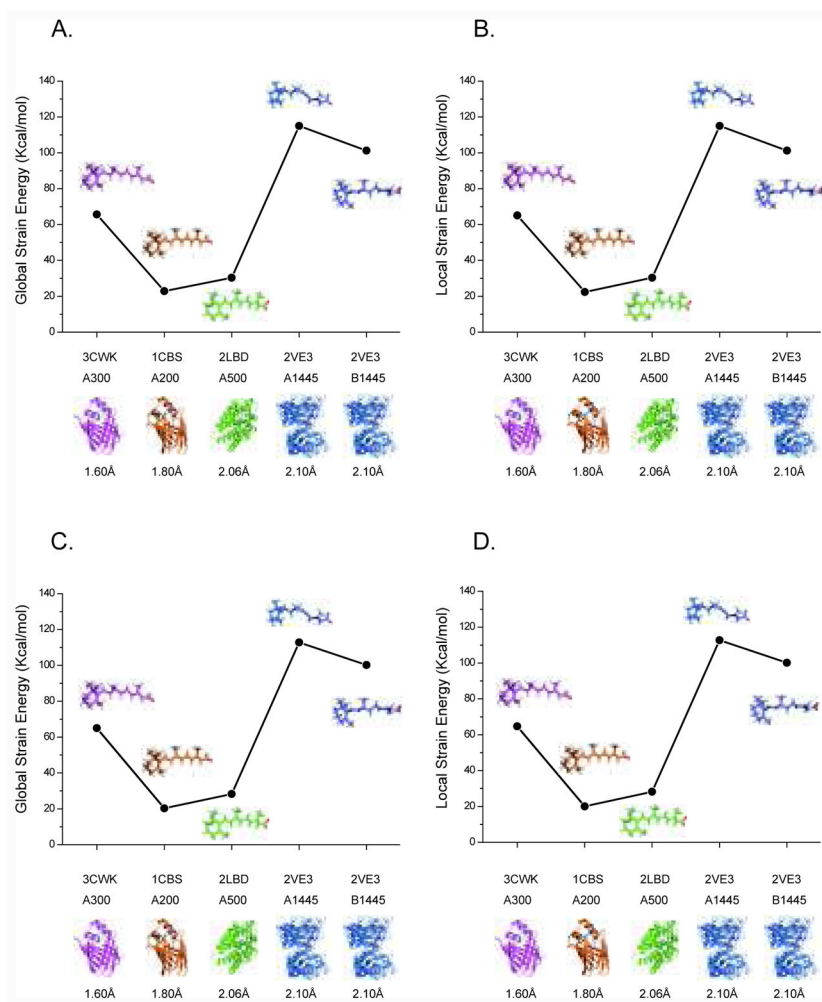 A.
Global Strain Energy (Kcal/mol)
140
120
100
80
60
40
20
0
3CWK 1CBS 2LBD 2VE3 2VE3
A300 A200 A500 A1445 B1445
1.60Å 1.80Å 2.06Å 2.10Å 2.10Å
B.
Local Strain Energy (Kcal/mol)
140
120
100
80
60
40
20
0
3CWK 1CBS 2LBD 2VE3 2VE3
A300 A200 A500 A1445 B1445
1.60Å 1.80Å 2.06Å 2.10Å 2.10Å
C.
Global Strain Energy (Kcal/mol)
140
120
100
80
60
40
20
0
3CWK 1CBS 2LBD 2VE3 2VE3
A300 A200 A500 A1445 B1445
1.60Å 1.80Å 2.06Å 2.10Å 2.10Å
D.
Local Strain Energy (Kcal/mol)
140
120
100
80
60
40
20
0
3CWK 1CBS 2LBD 2VE3 2VE3
A300 A200 A500 A1445 B1445
1.60Å 1.80Å 2.06Å 2.10Å 2.10Å